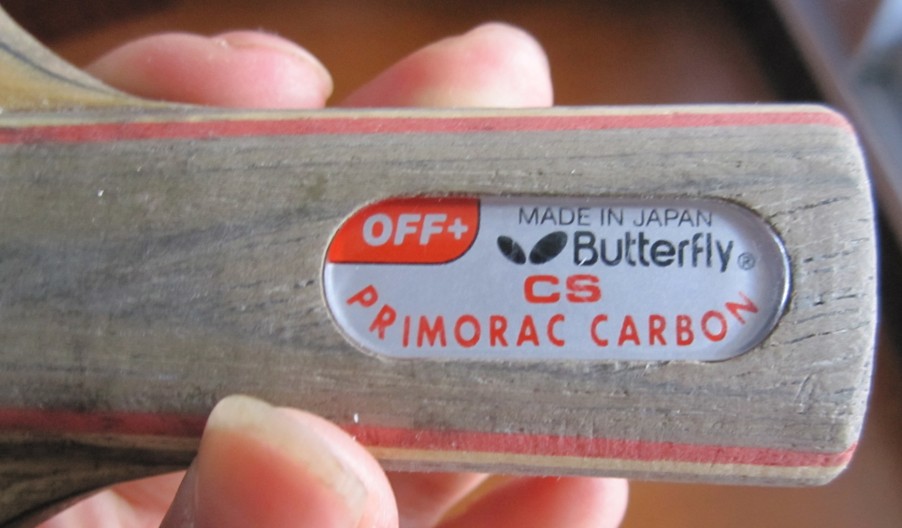 OFF+
MADE IN JAPAN
Butterfly®
CS
PRIMORAC CARBON